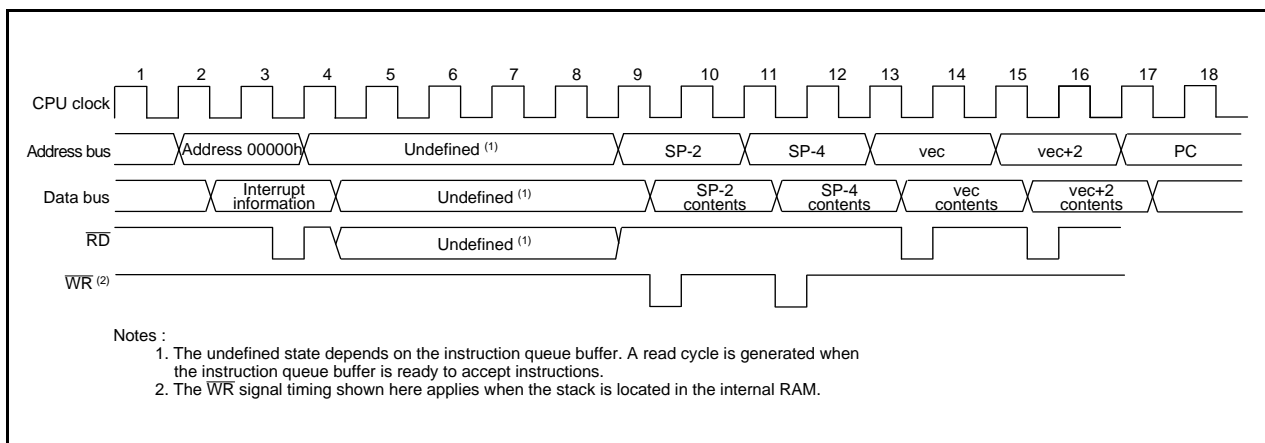 1 2 3 4 5 6 7 8 9 10 11 12 13 14 15 16 17 18
CPU clock
Address bus Address 00000h Undefined (1) SP-2 SP-4 vec vec+2 PC
Data bus Interrupt information Undefined (1) SP-2 contents SP-4 contents vec contents vec+2 contents
RD Undefined (1)
WR (2)
Notes :
1. The undefined state depends on the instruction queue buffer. A read cycle is generated when
the instruction queue buffer is ready to accept instructions.
2. The WR signal timing shown here applies when the stack is located in the internal RAM.